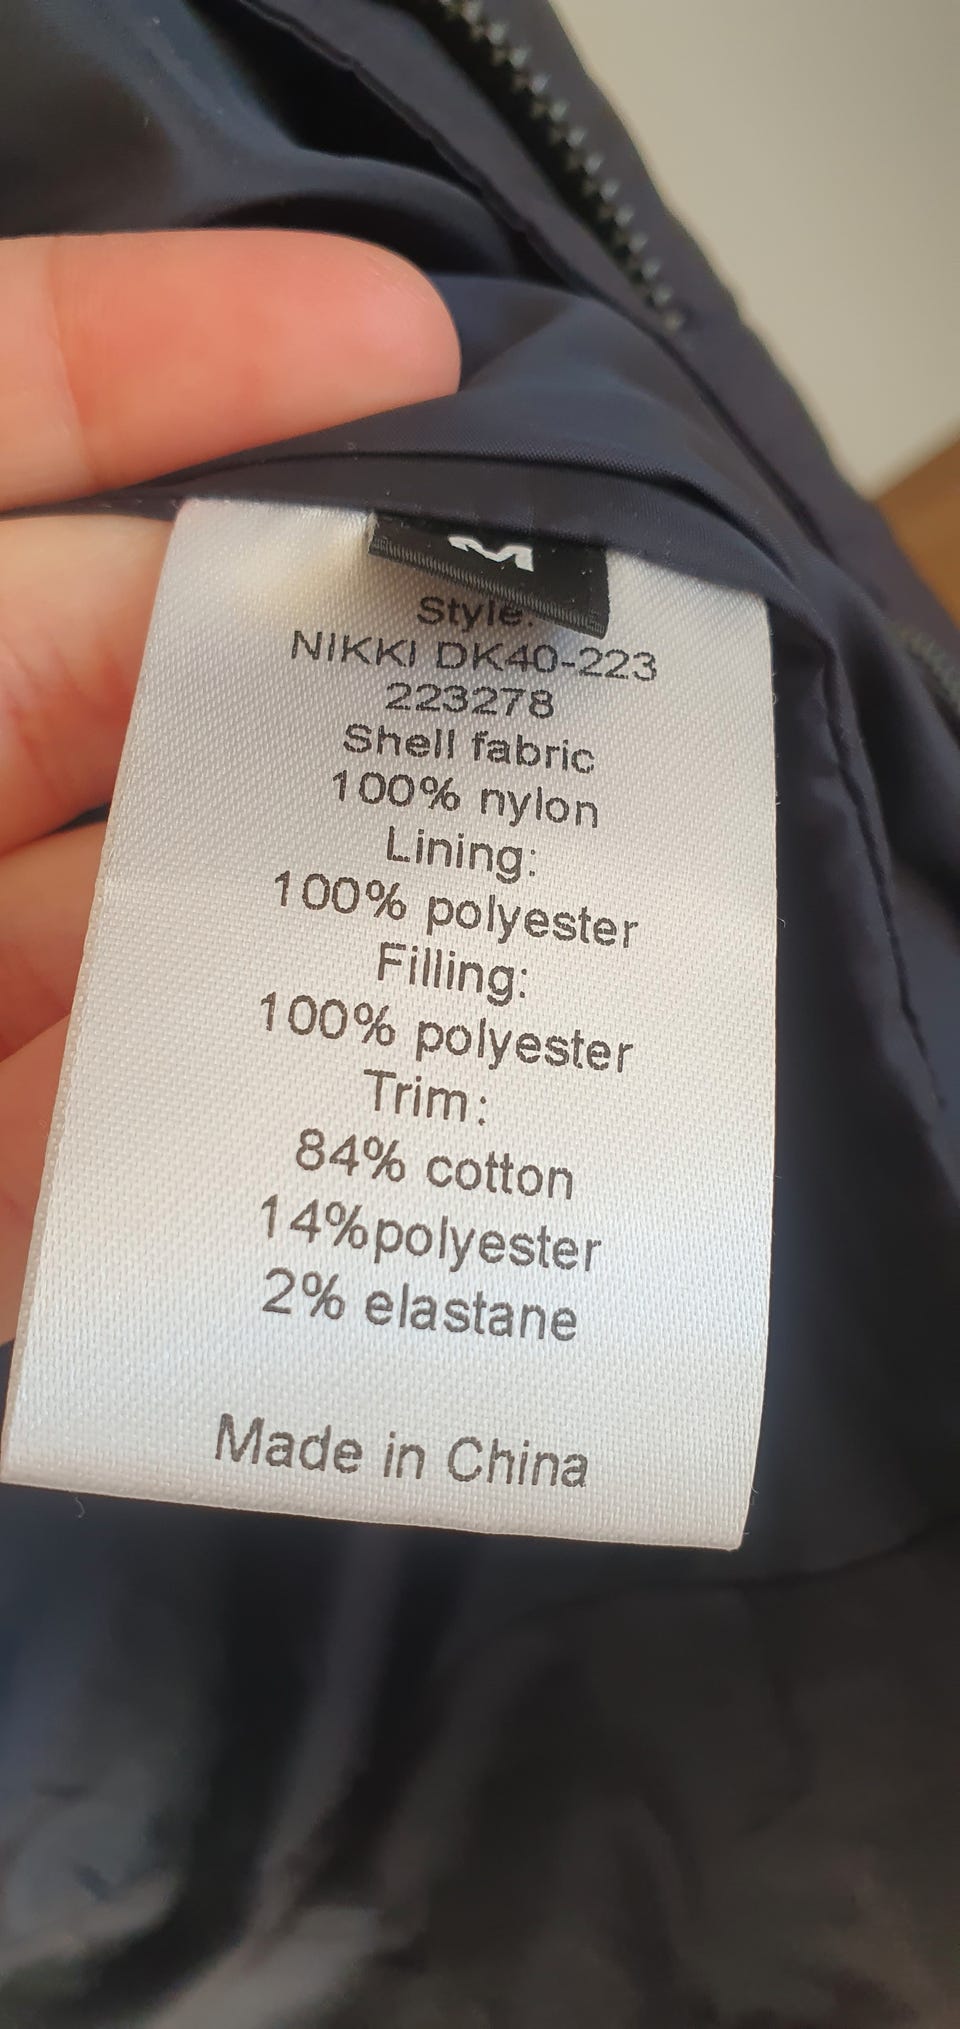 M
Style:
NIKKI DK40-223
223278
Shell fabric
100% nylon
Lining:
100% polyester
Filling:
100% polyester
Trim:
84% cotton
14%polyester
2% elastane
Made in China